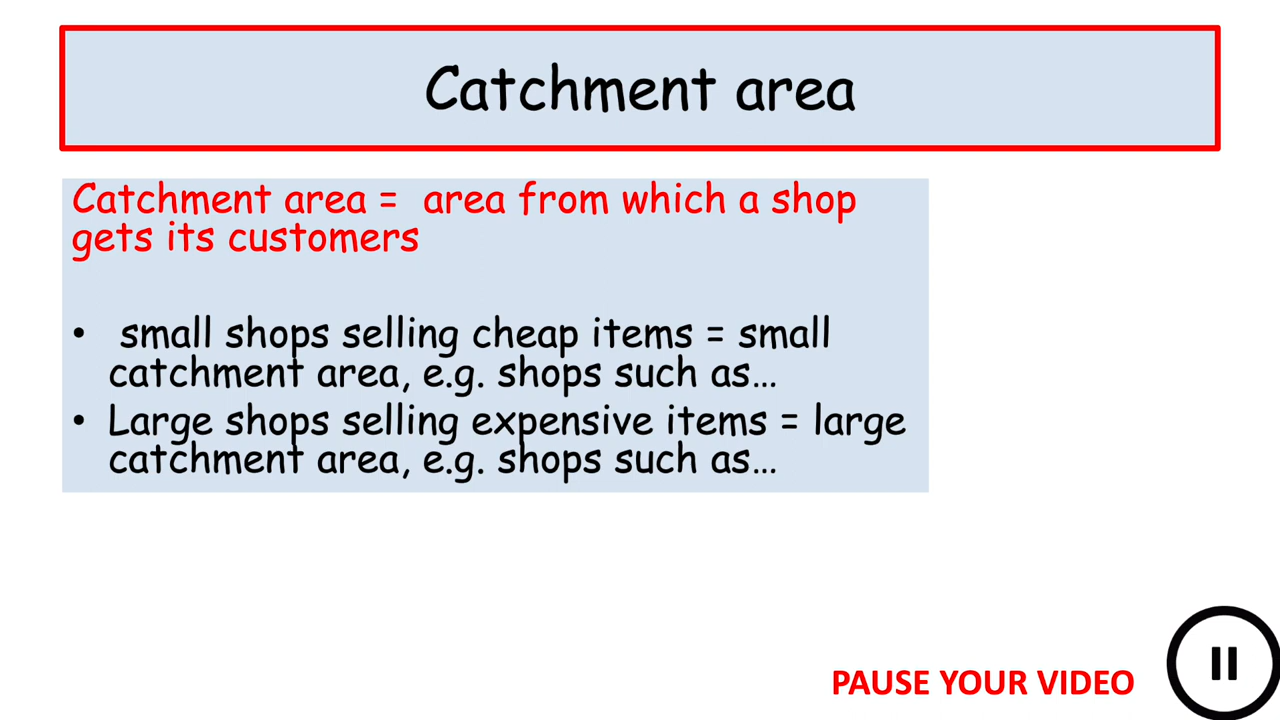 Catchment area
Catchment area = area from which a shop
gets its customers
• small shops selling cheap items = small
catchment area, e.g. shops such as...
• Large shops selling expensive items = large
catchment area, e.g. shops such as...
PAUSE YOUR VIDEO